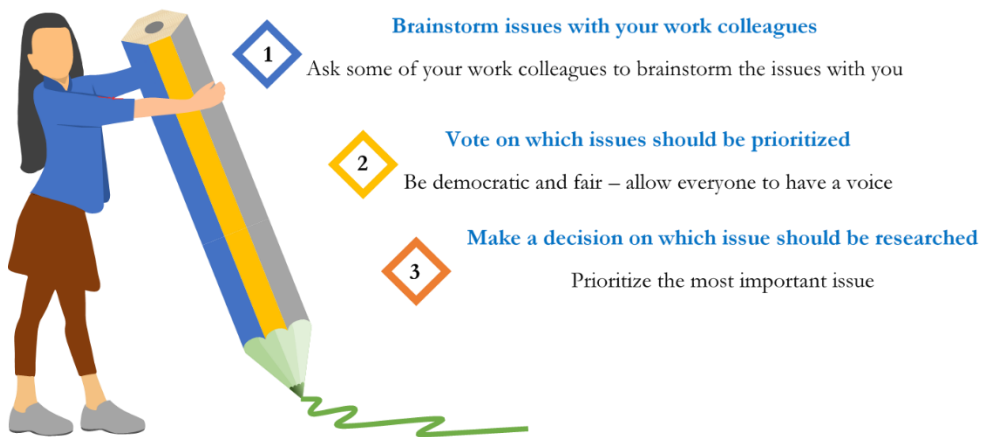 Brainstorm issues with your work colleagues
1
Ask some of your work colleagues to brainstorm the issues with you
Vote on which issues should be prioritized
2
Be democratic and fair – allow everyone to have a voice
Make a decision on which issue should be researched
3
Prioritize the most important issue